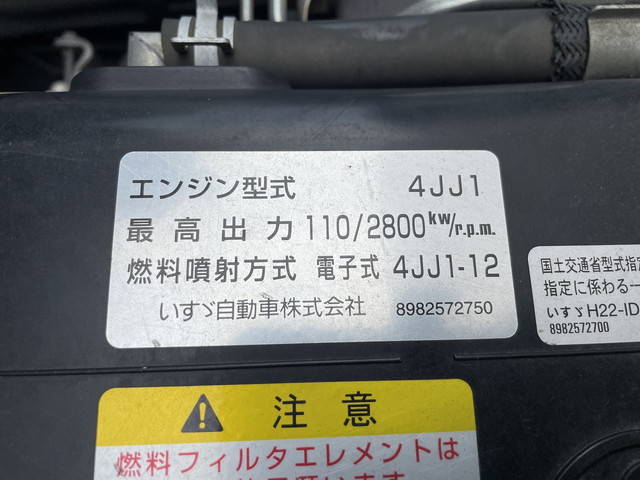 エンジン型式 4JJ1
最高出力 110/2800kW/r.p.m.
燃料噴射方式 電子式 4JJ1-12
いすゞ自動車株式会社 8982572750
国土交通省型式指定
指定に係わる一
いすゞH22-ID
8982572700
注意
燃料フィルタエレメントは